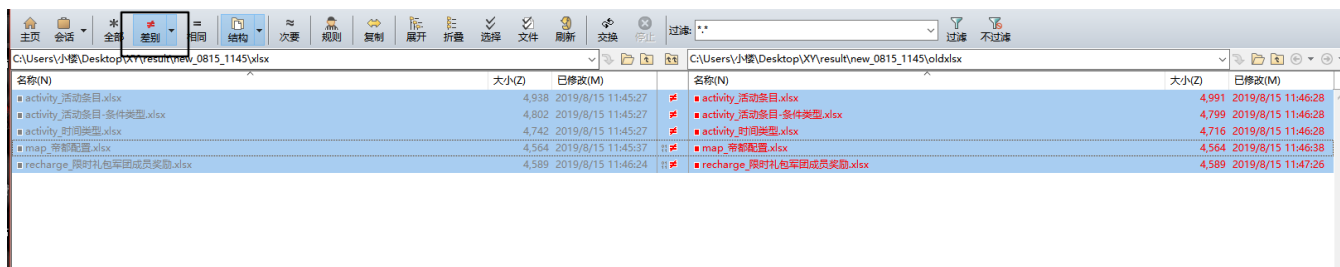 主页 会话 全部 差别 相同 结构 次要 规则 复制 展开 折叠 选择 文件 刷新 交换 停止 过滤: *.* 过滤 不过滤
C:\Users\小楼\Desktop\XY\result\new_0815_1145\xlsx C:\Users\小楼\Desktop\XY\result\new_0815_1145\oldxlsx
名称(N) 大小(Z) 已修改(M) 名称(N) 大小(Z) 已修改(M)
activity_活动条目.xlsx 4,938 2019/8/15 11:45:27 ≠ activity_活动条目.xlsx 4,991 2019/8/15 11:46:28
activity_活动条目-条件类型.xlsx 4,802 2019/8/15 11:45:27 ≠ activity_活动条目-条件类型.xlsx 4,799 2019/8/15 11:46:28
activity_时间类型.xlsx 4,742 2019/8/15 11:45:27 ≠ activity_时间类型.xlsx 4,716 2019/8/15 11:46:28
map_帝都配置.xlsx 4,564 2019/8/15 11:45:37 ≠ map_帝都配置.xlsx 4,564 2019/8/15 11:46:38
recharge_限时礼包军团成员奖励.xlsx 4,589 2019/8/15 11:46:24 ≠ recharge_限时礼包军团成员奖励.xlsx 4,589 2019/8/15 11:47:26